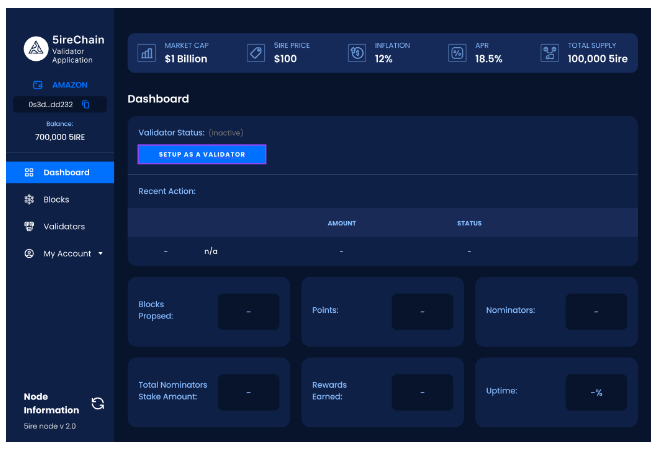 5ireChain
Validator
Application
AMAZON
0s3d...dd232
Balance:
700,000 5IRE
Dashboard
Blocks
Validators
My Account
Node
Information
5ire node v 2.0
MARKET CAP
$1 Billion
5IRE PRICE
$100
INFLATION
12%
APR
18.5%
TOTAL SUPPLY
100,000 5ire
Dashboard
Validator Status: (Inactive)
SETUP AS A VALIDATOR
Recent Action:
AMOUNT STATUS
- n/a - -
Blocks
Propsed:
-
Points:
-
Nominators:
-
Total Nominators
Stake Amount:
-
Rewards
Earned:
-
Uptime:
-%